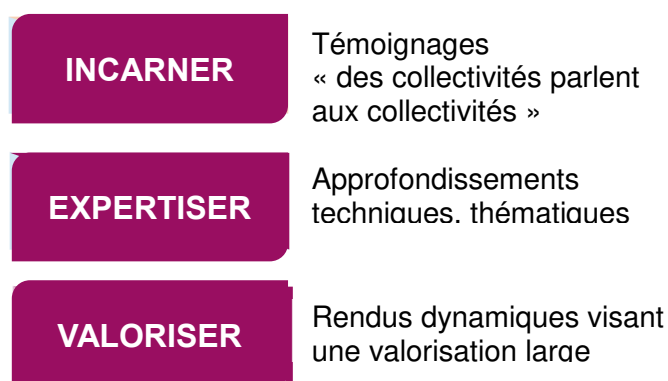 INCARNER
Témoignages
« des collectivités parlent
aux collectivités »
EXPERTISER
Approfondissements
techniques, thématiques
VALORISER
Rendus dynamiques visant
une valorisation large